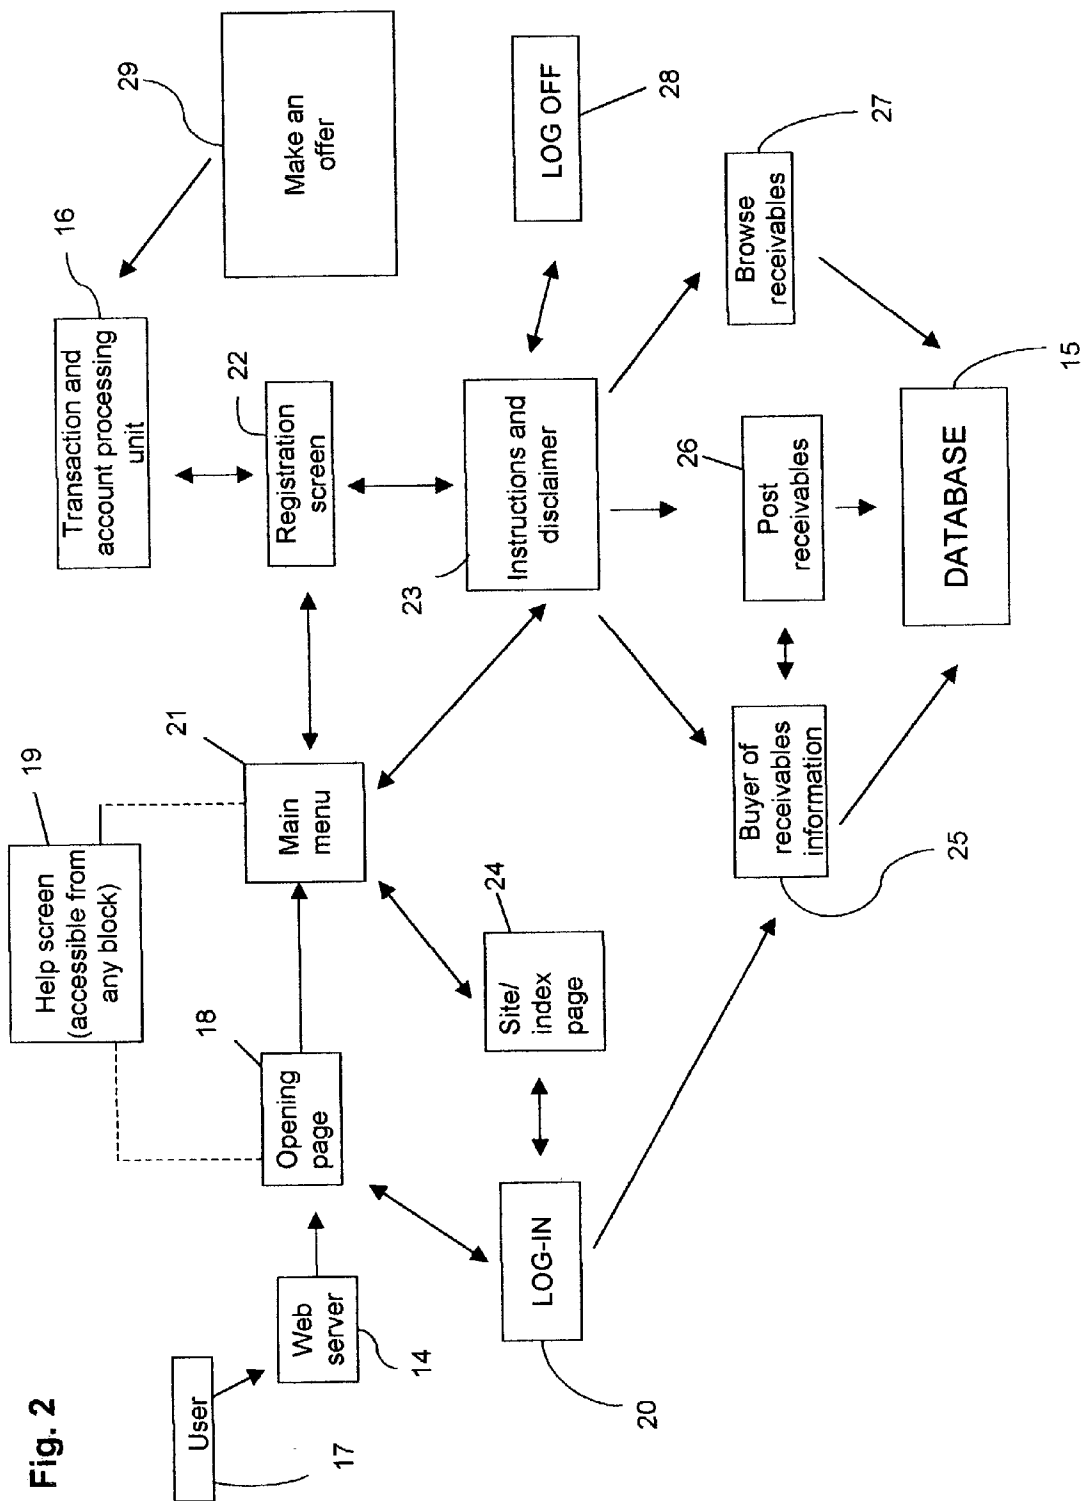 Fig. 2
User
17
Web
server
14
Opening
page
18
Help screen
(accessible from
any block)
19
LOG-IN
20
Main
menu
21
Site/
index
page
24
Registration
screen
22
Transaction and
account processing
unit
16
Make an
offer
29
Instructions and
disclaimer
23
LOG OFF
28
Buyer of
receivables
information
25
Post
receivables
26
Browse
receivables
27
DATABASE
15